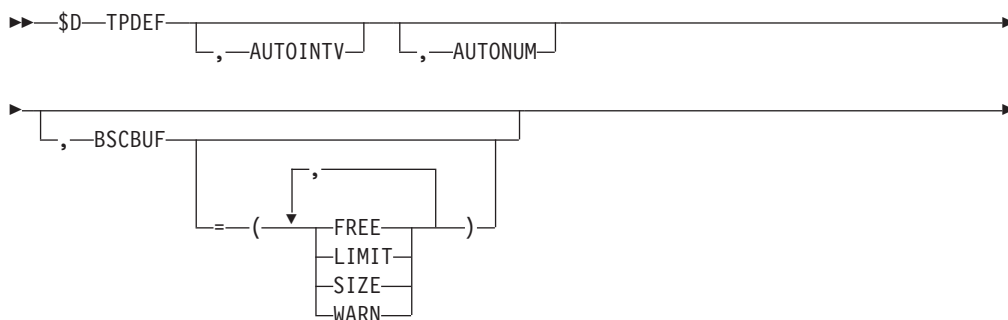 $D TPDEF , AUTOINTV , AUTONUM
, BSCBUF
,
= ( FREE )
LIMIT
SIZE
WARN